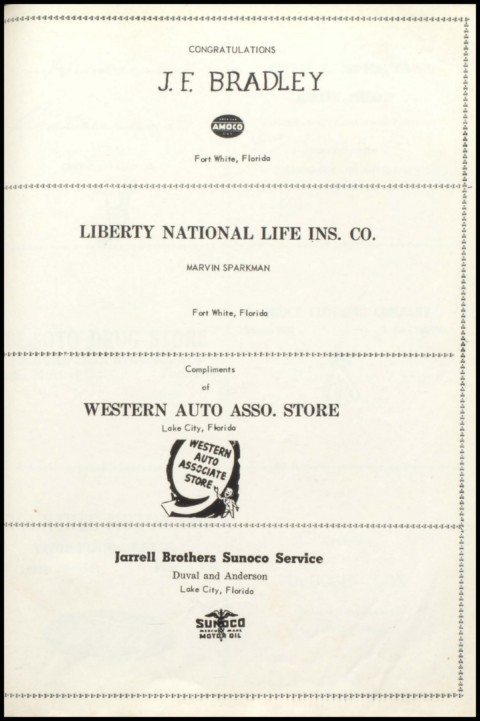 CONGRATULATIONS
J. F. BRADLEY
AMOCO
Fort White, Florida
LIBERTY NATIONAL LIFE INS. CO.
MARVIN SPARKMAN
Fort White, Florida
Compliments
of
WESTERN AUTO ASSO. STORE
Lake City, Florida
WESTERN
AUTO
ASSOCIATE
STORE
Jarrell Brothers Sunoco Service
Duval and Anderson
Lake City, Florida
SUNOCO
MOTOR OIL